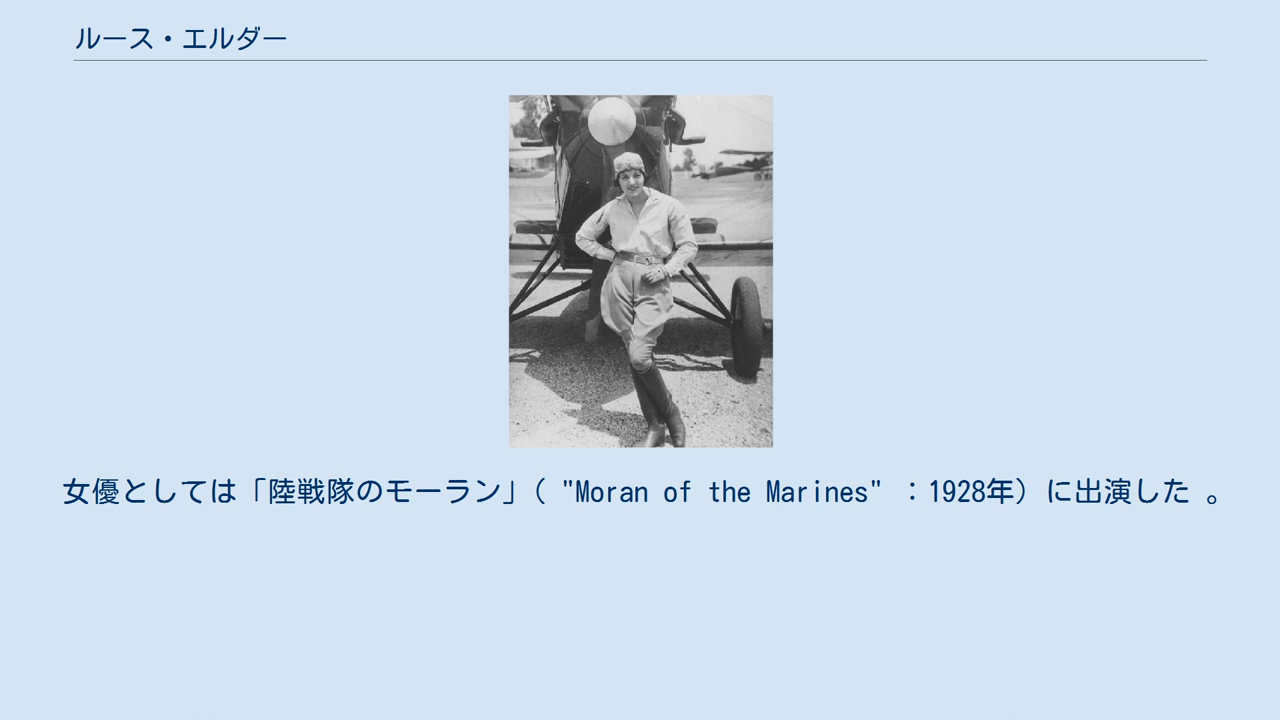 ルース・エルダー
女優としては「陸戦隊のモーラン」( "Moran of the Marines" ：1928年）に出演した 。